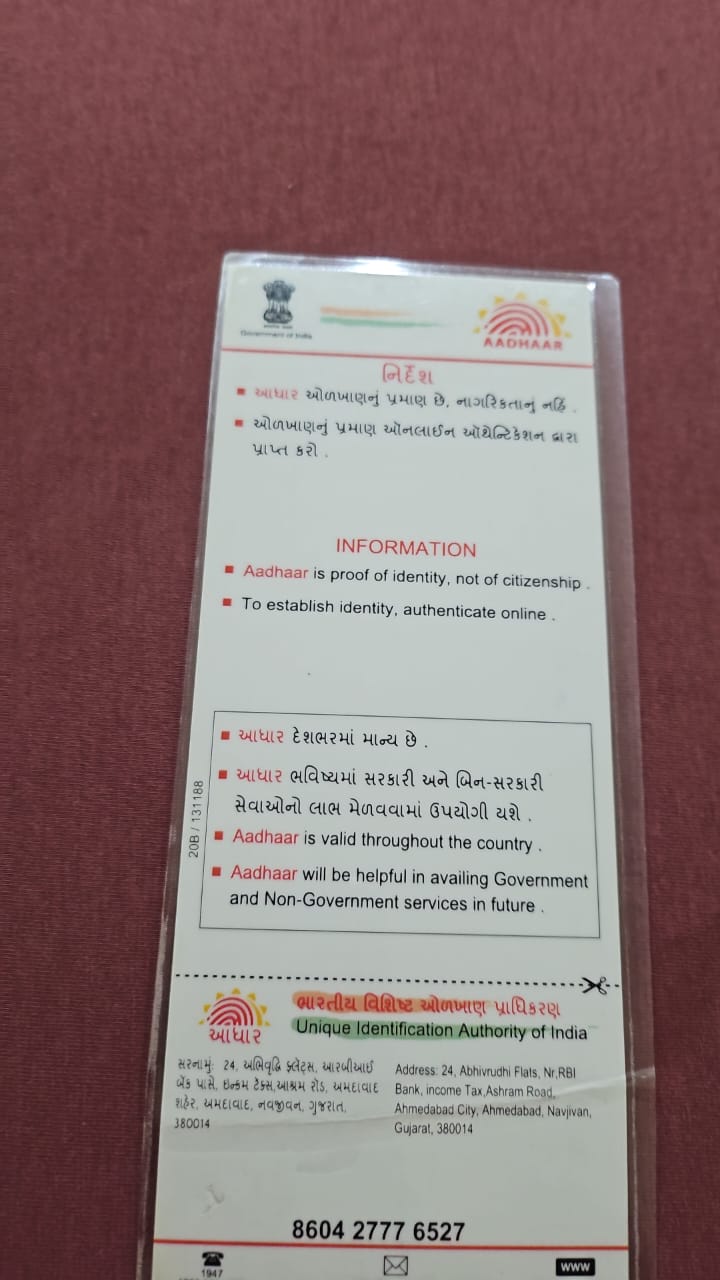 Government of India
AADHAAR
નિર્દેશ
આધાર ઓળખાણનું પ્રમાણ છે, નાગરિકતાનું નહિ .
ઓળખાણનું પ્રમાણ ઑનલાઈન ઑથેન્ટિકેશન દ્વારા
પ્રાપ્ત કરો .
INFORMATION
Aadhaar is proof of identity, not of citizenship .
To establish identity, authenticate online .
આધાર દેશભરમાં માન્ય છે .
આધાર ભવિષ્યમાં સરકારી અને બિન-સરકારી
સેવાઓનો લાભ મેળવવામાં ઉપયોગી થશે .
Aadhaar is valid throughout the country .
Aadhaar will be helpful in availing Government
and Non-Government services in future .
20B / 131188
આધાર
ભારતીય વિશિષ્ટ ઓળખાણ પ્રાધિકરણ
Unique Identification Authority of India
સરનામું: 24, અભિવૃદ્ધિ ફ્લૅટ્સ, આરબીઆઈ
બેંક પાસે, ઇન્કમ ટેક્સ,આશ્રમ રોડ, અમદાવાદ
શહેર, અમદાવાદ, નવજીવન, ગુજરાત,
380014
Address: 24, Abhivrudhi Flats, Nr,RBI
Bank, income Tax,Ashram Road,
Ahmedabad City, Ahmedabad, Navjivan,
Gujarat, 380014
8604 2777 6527
1947
www